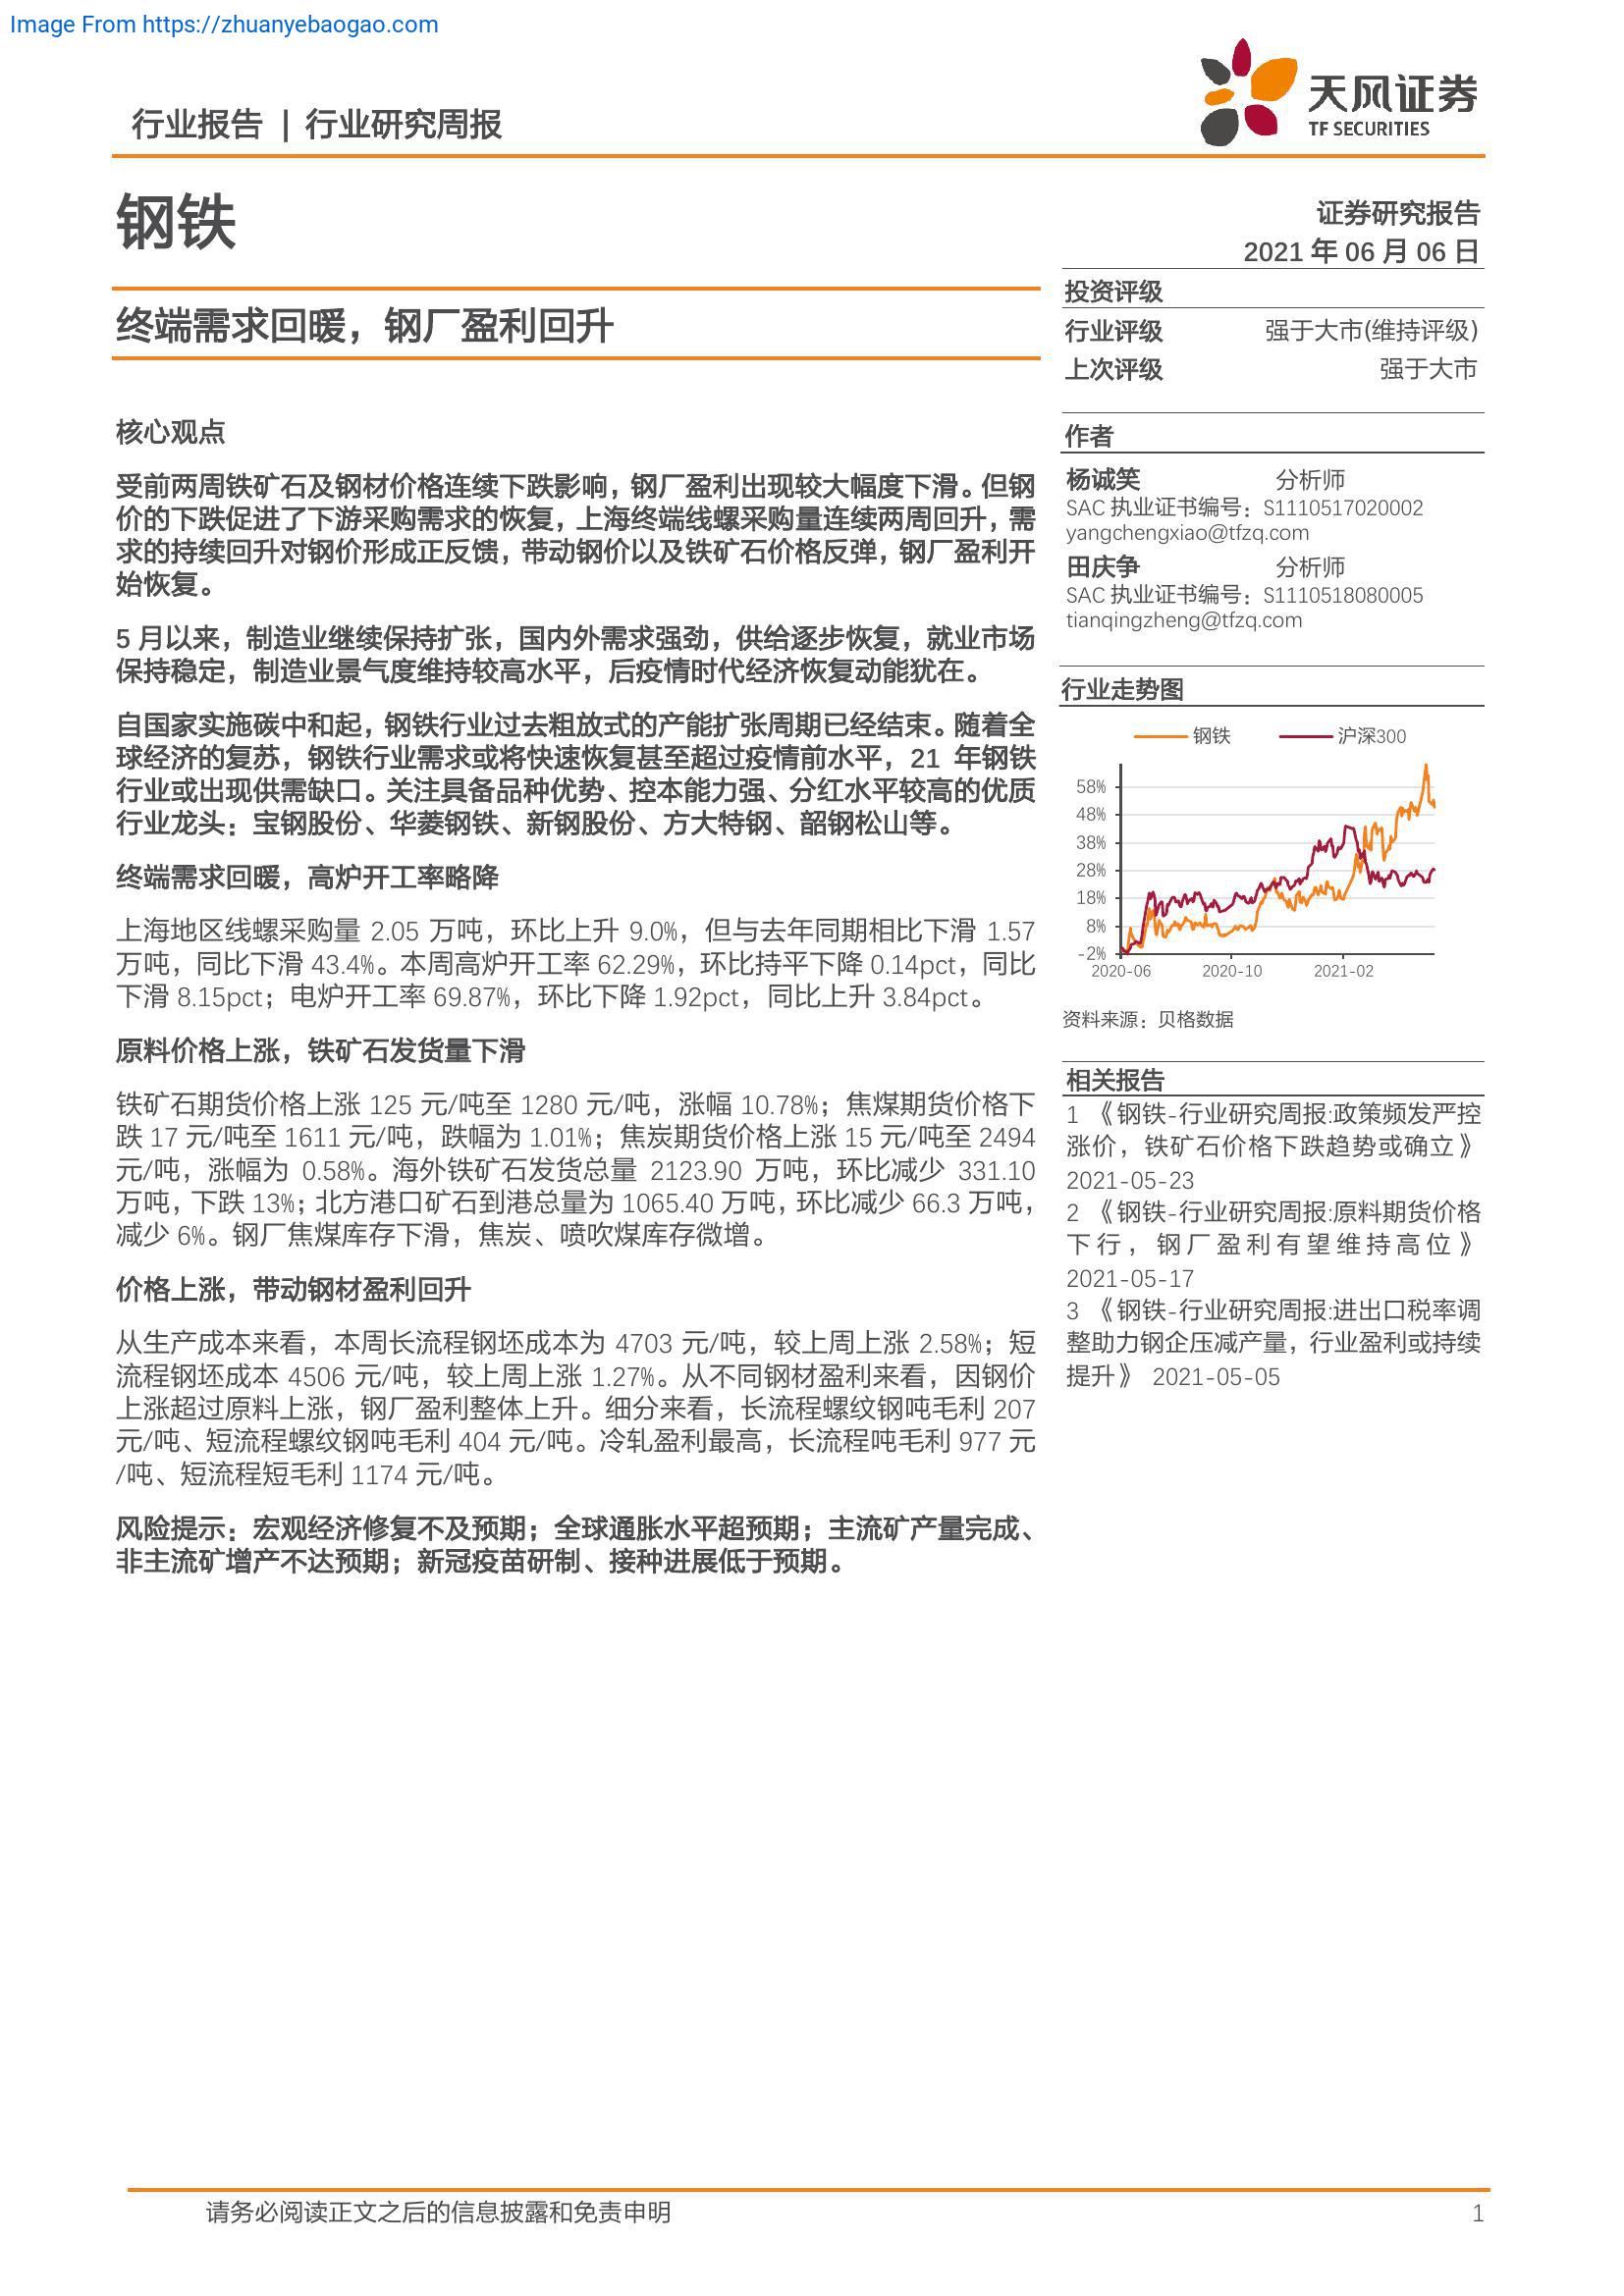 Image From https://zhuanyebaogao.com
行业报告 | 行业研究周报
天风证券
TF SECURITIES
钢铁
证券研究报告
2021 年 06 月 06 日
终端需求回暖，钢厂盈利回升
投资评级
行业评级 强于大市(维持评级)
上次评级 强于大市
核心观点
受前两周铁矿石及钢材价格连续下跌影响，钢厂盈利出现较大幅度下滑。但钢
价的下跌促进了下游采购需求的恢复，上海终端线螺采购量连续两周回升，需
求的持续回升对钢价形成正反馈，带动钢价以及铁矿石价格反弹，钢厂盈利开
始恢复。
5 月以来，制造业继续保持扩张，国内外需求强劲，供给逐步恢复，就业市场
保持稳定，制造业景气度维持较高水平，后疫情时代经济恢复动能犹在。
自国家实施碳中和起，钢铁行业过去粗放式的产能扩张周期已经结束。随着全
球经济的复苏，钢铁行业需求或将快速恢复甚至超过疫情前水平，21 年钢铁
行业或出现供需缺口。关注具备品种优势、控本能力强、分红水平较高的优质
行业龙头：宝钢股份、华菱钢铁、新钢股份、方大特钢、韶钢松山等。
终端需求回暖，高炉开工率略降
上海地区线螺采购量 2.05 万吨，环比上升 9.0%，但与去年同期相比下滑 1.57
万吨，同比下滑 43.4%。本周高炉开工率 62.29%，环比持平下降 0.14pct，同比
下滑 8.15pct；电炉开工率 69.87%，环比下降 1.92pct，同比上升 3.84pct。
原料价格上涨，铁矿石发货量下滑
铁矿石期货价格上涨 125 元/吨至 1280 元/吨，涨幅 10.78%；焦煤期货价格下
跌 17 元/吨至 1611 元/吨，跌幅为 1.01%；焦炭期货价格上涨 15 元/吨至 2494
元/吨，涨幅为 0.58%。海外铁矿石发货总量 2123.90 万吨，环比减少 331.10
万吨，下跌 13%；北方港口矿石到港总量为 1065.40 万吨，环比减少 66.3 万吨，
减少 6%。钢厂焦煤库存下滑，焦炭、喷吹煤库存微增。
价格上涨，带动钢材盈利回升
从生产成本来看，本周长流程钢坯成本为 4703 元/吨，较上周上涨 2.58%；短
流程钢坯成本 4506 元/吨，较上周上涨 1.27%。从不同钢材盈利来看，因钢价
上涨超过原料上涨，钢厂盈利整体上升。细分来看，长流程螺纹钢吨毛利 207
元/吨、短流程螺纹钢吨毛利 404 元/吨。冷轧盈利最高，长流程吨毛利 977 元
/吨、短流程短毛利 1174 元/吨。
风险提示：宏观经济修复不及预期；全球通胀水平超预期；主流矿产量完成、
非主流矿增产不达预期；新冠疫苗研制、接种进展低于预期。
作者
杨诚笑 分析师
SAC 执业证书编号：S1110517020002
yangchengxiao@tfzq.com
田庆争 分析师
SAC 执业证书编号：S1110518080005
tianqingzheng@tfzq.com
行业走势图
钢铁 沪深300
58%
48%
38%
28%
18%
8%
-2%
2020-06 2020-10 2021-02
资料来源：贝格数据
相关报告
1 《钢铁-行业研究周报:政策频发严控
涨价，铁矿石价格下跌趋势或确立》
2021-05-23
2 《钢铁-行业研究周报:原料期货价格
下行，钢厂盈利有望维持高位》
2021-05-17
3 《钢铁-行业研究周报:进出口税率调
整助力钢企压减产量，行业盈利或持续
提升》 2021-05-05
请务必阅读正文之后的信息披露和免责申明 1